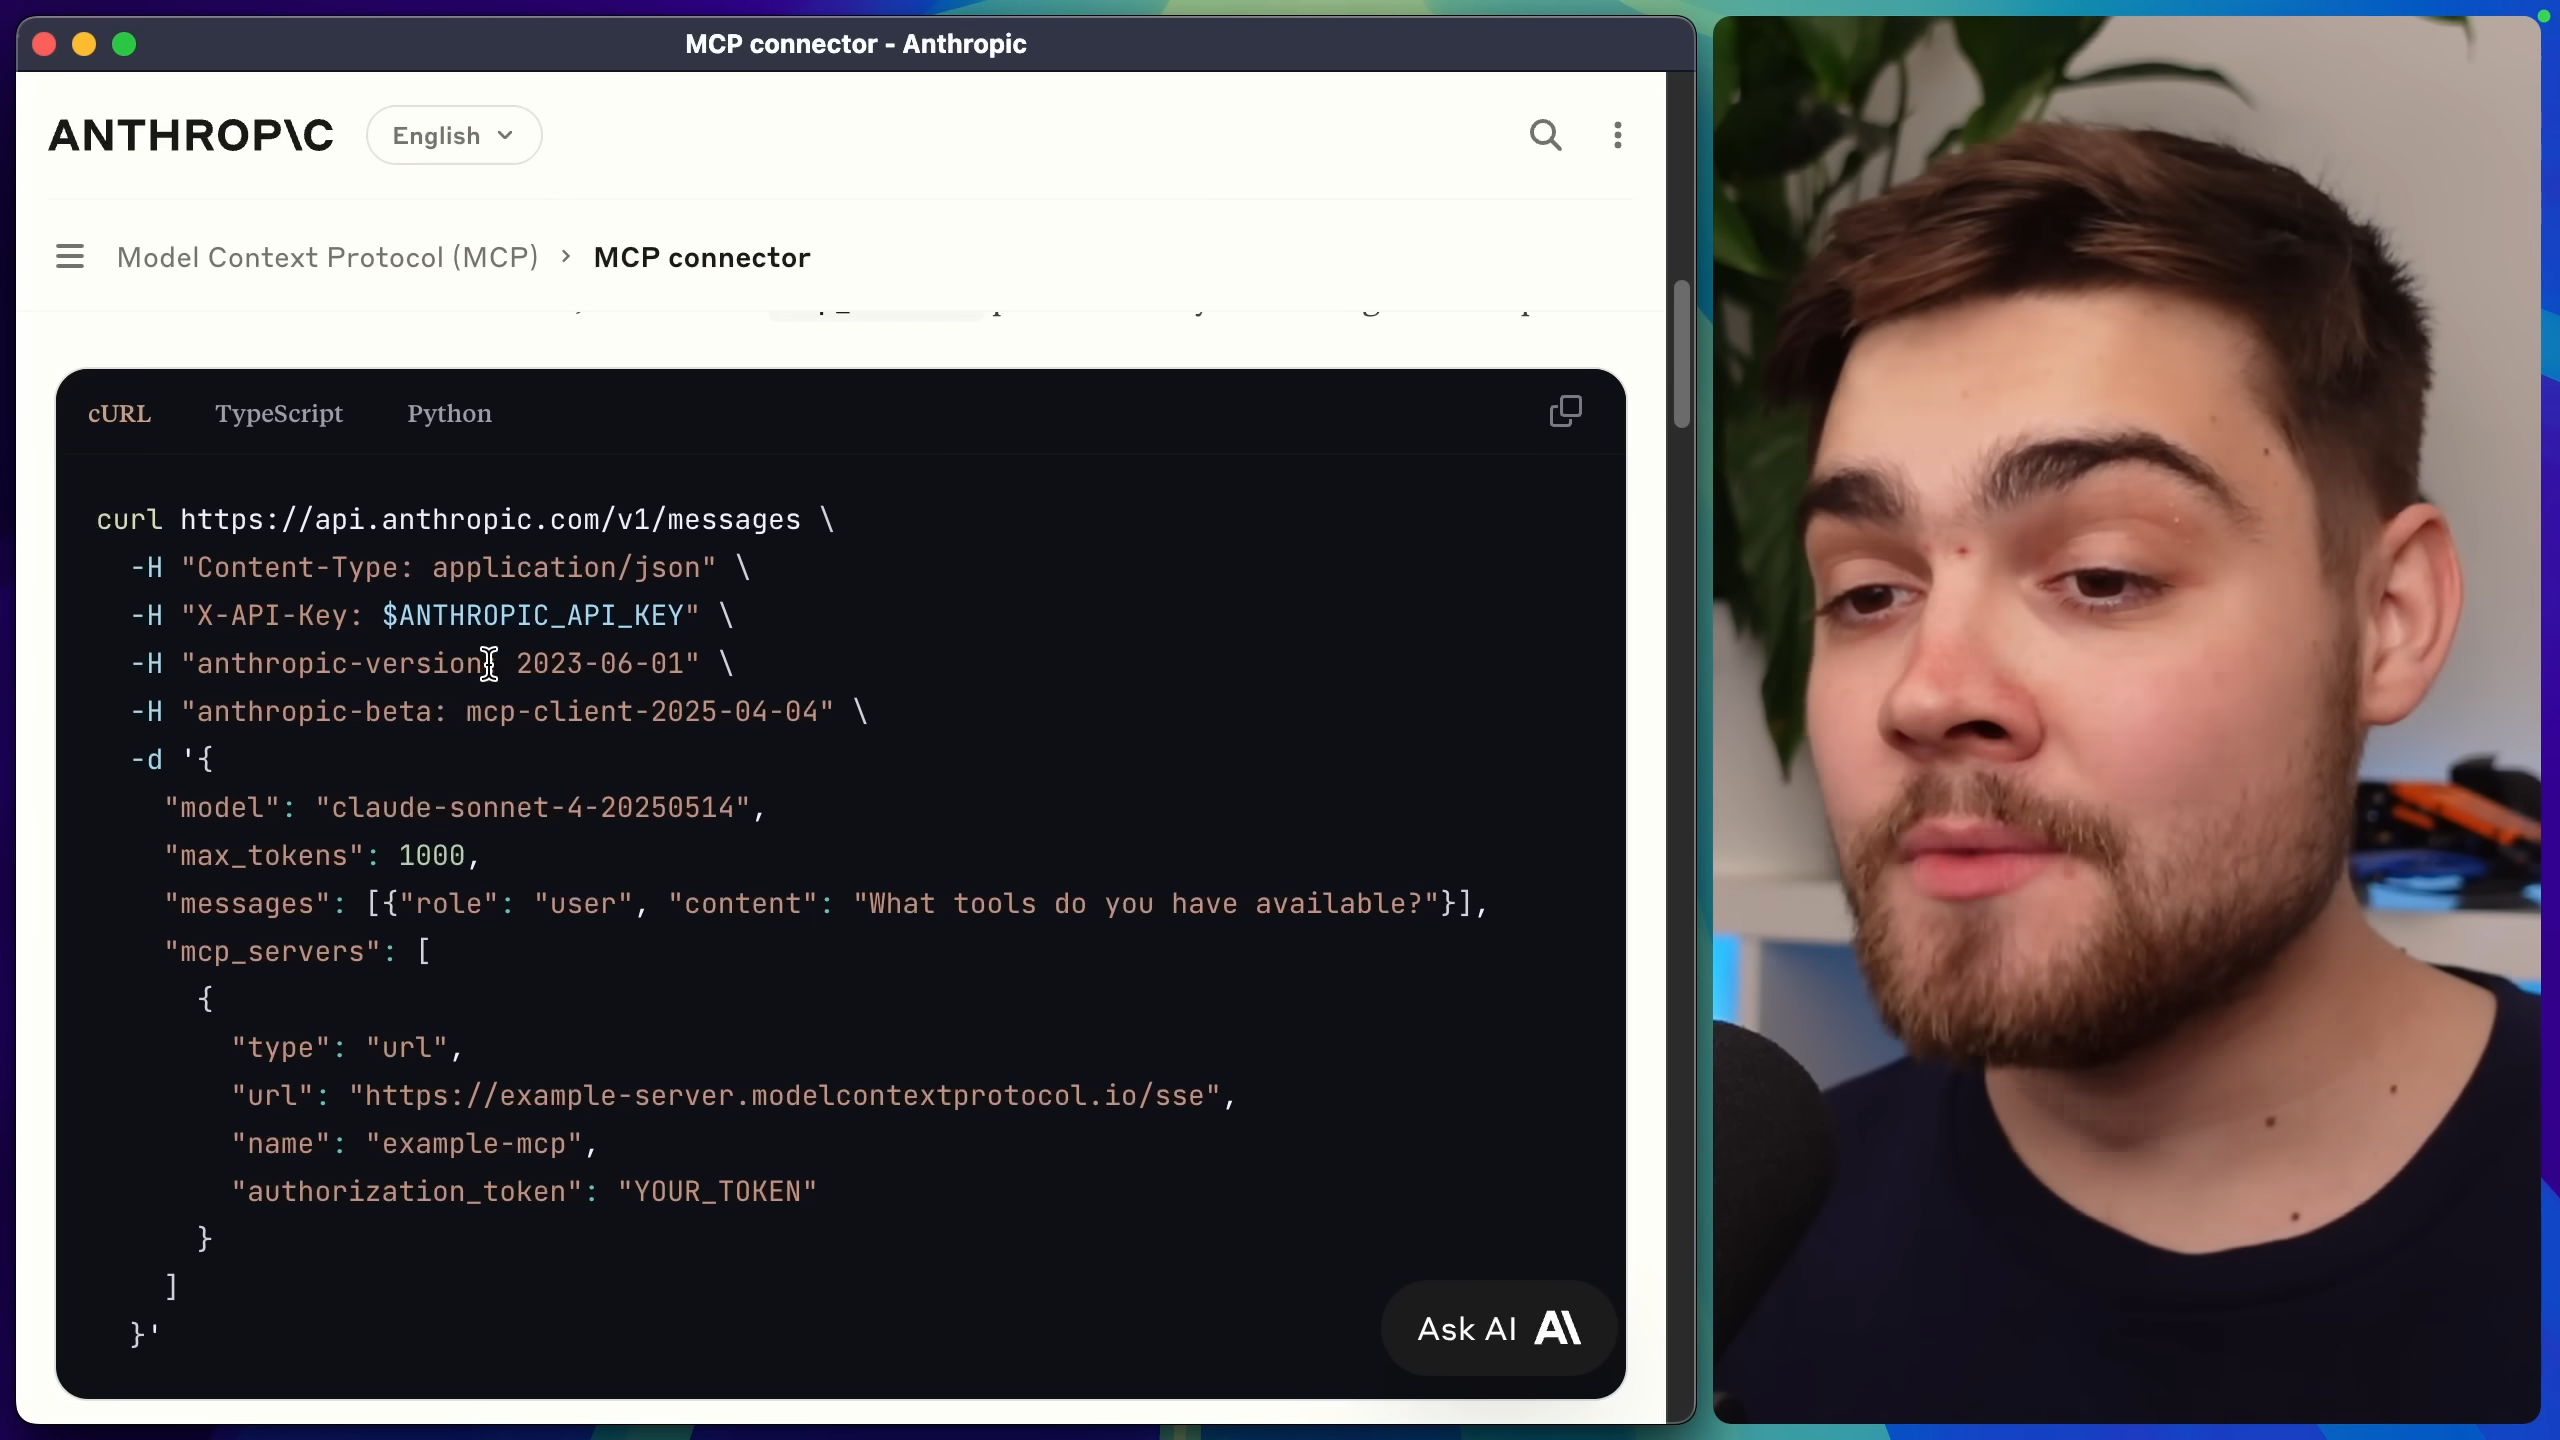 MCP connector - Anthropic
ANTHROP\C
English
Model Context Protocol (MCP) › MCP connector
cURL TypeScript Python
curl https://api.anthropic.com/v1/messages \
-H "Content-Type: application/json" \
-H "X-API-Key: $ANTHROPIC_API_KEY" \
-H "anthropic-version: 2023-06-01" \
-H "anthropic-beta: mcp-client-2025-04-04" \
-d '{
"model": "claude-sonnet-4-20250514",
"max_tokens": 1000,
"messages": [{"role": "user", "content": "What tools do you have available?"}],
"mcp_servers": [
{
"type": "url",
"url": "https://example-server.modelcontextprotocol.io/sse",
"name": "example-mcp",
"authorization_token": "YOUR_TOKEN"
}
]
}'
Ask AI A\